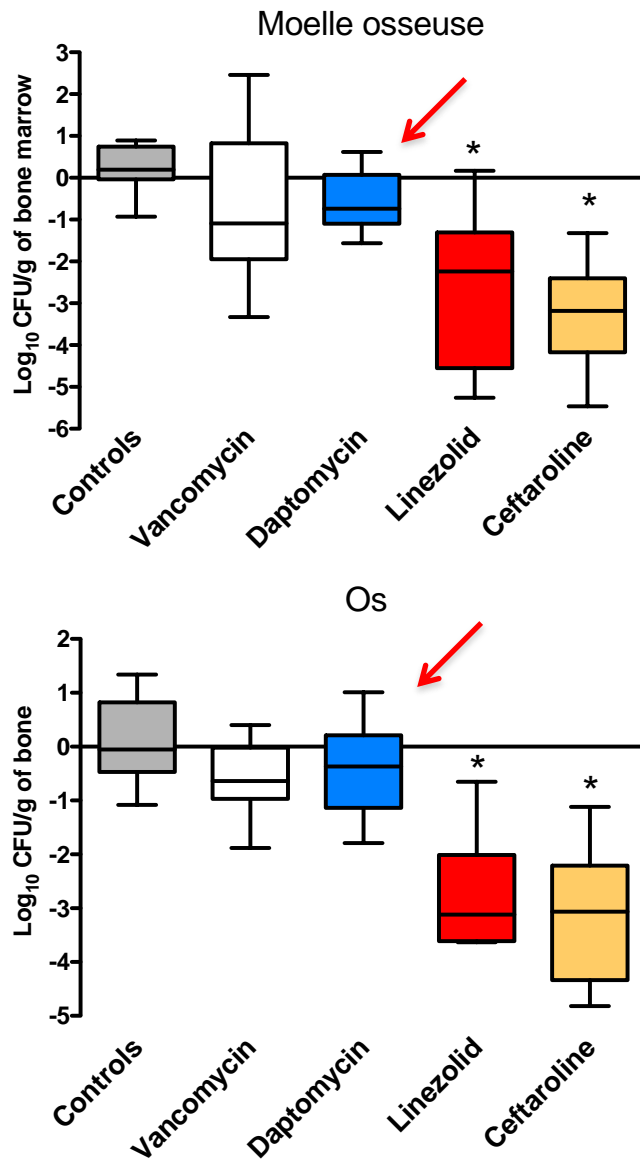 Moelle osseuse
Log₁₀ CFU/g of bone marrow
3
2
1
0
-1
-2
-3
-4
-5
-6
*
*
Controls
Vancomycin
Daptomycin
Linezolid
Ceftaroline
Os
Log₁₀ CFU/g of bone
2
1
0
-1
-2
-3
-4
-5
*
*
Controls
Vancomycin
Daptomycin
Linezolid
Ceftaroline